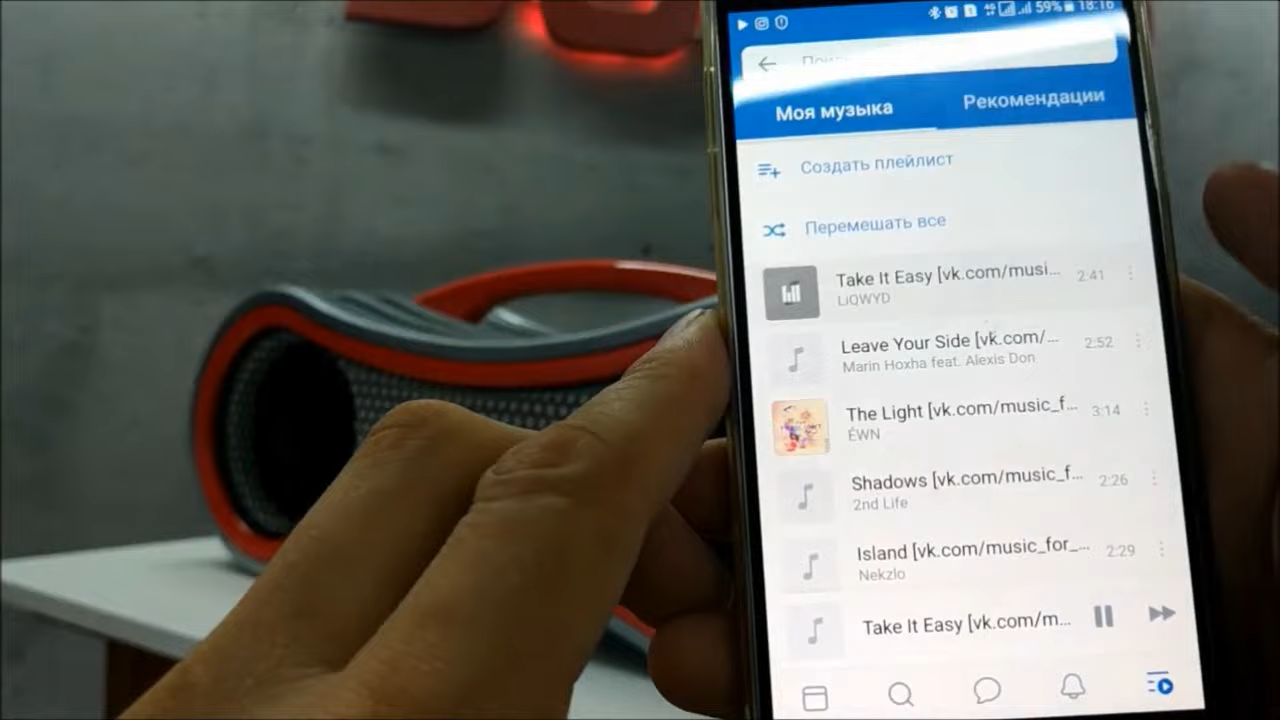 59% 18:16
Моя музыка
Рекомендации
Создать плейлист
Перемешать все
Take It Easy [vk.com/musi... 2:41
LiQWYD
Leave Your Side [vk.com/... 2:52
Marin Hoxha feat. Alexis Don
The Light [vk.com/music_f... 3:14
ÉWN
Shadows [vk.com/music_f... 2:26
2nd Life
Island [vk.com/music_for_... 2:29
Nekzlo
Take It Easy [vk.com/m...